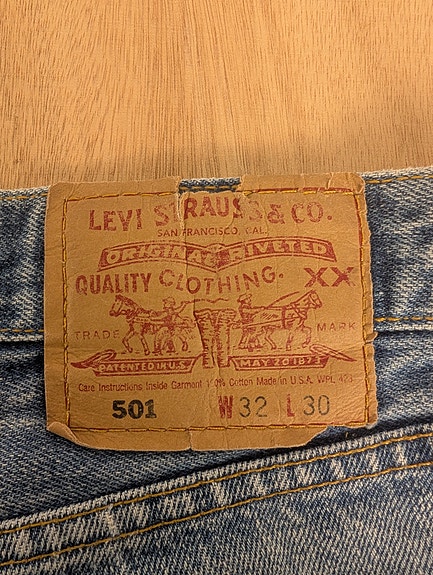 LEVI STRAUSS & CO.
SAN FRANCISCO, CAL.
ORIGINAL RIVETED
QUALITY CLOTHING. XX
TRADE MARK
PATENTED IN U.S. MAY 20 1873
Care Instructions Inside Garment 100% Cotton Made in U.S.A. WPL 423
501 W 32 L 30